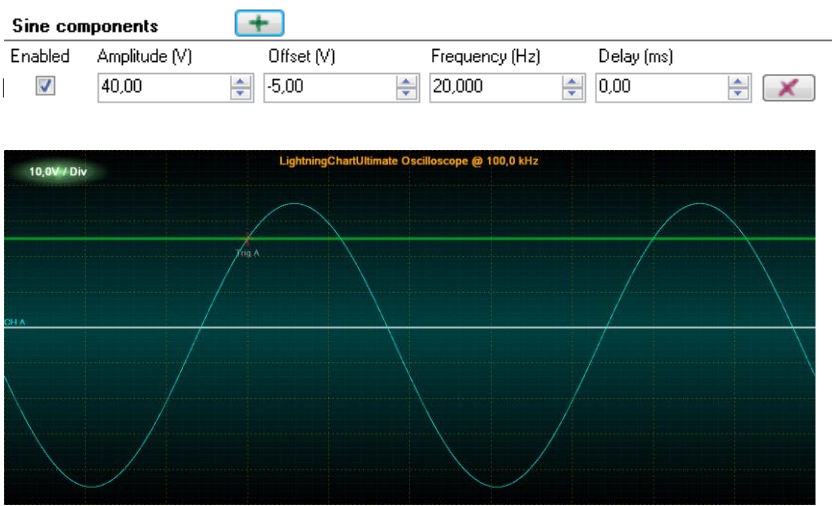 Sine components
Enabled Amplitude (V) Offset (V) Frequency (Hz) Delay (ms)
40,00 -5,00 20,000 0,00
LightningChartUltimate Oscilloscope @ 100,0 kHz
10,0V / Div
Trig A
CH A